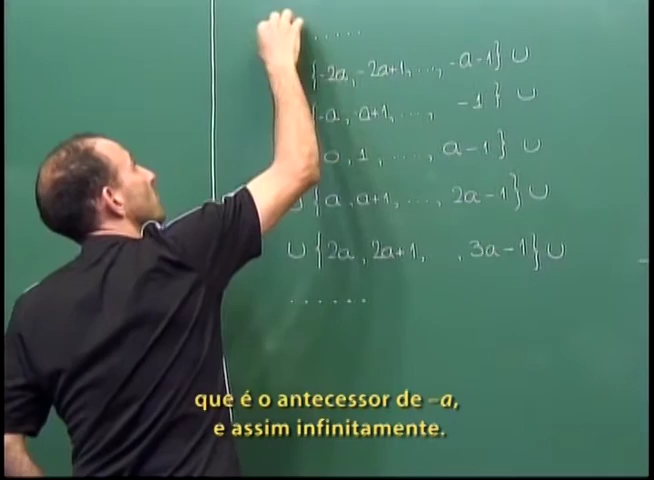 .....
{-2a, -2a+1, ..., -a-1} ∪
-a, -a+1, ...., -1} ∪
0, 1, ....., a-1} ∪
∪ {a, a+1, ...., 2a-1} ∪
∪ {2a, 2a+1, , 3a-1} ∪
......
que é o antecessor de –a,
e assim infinitamente.